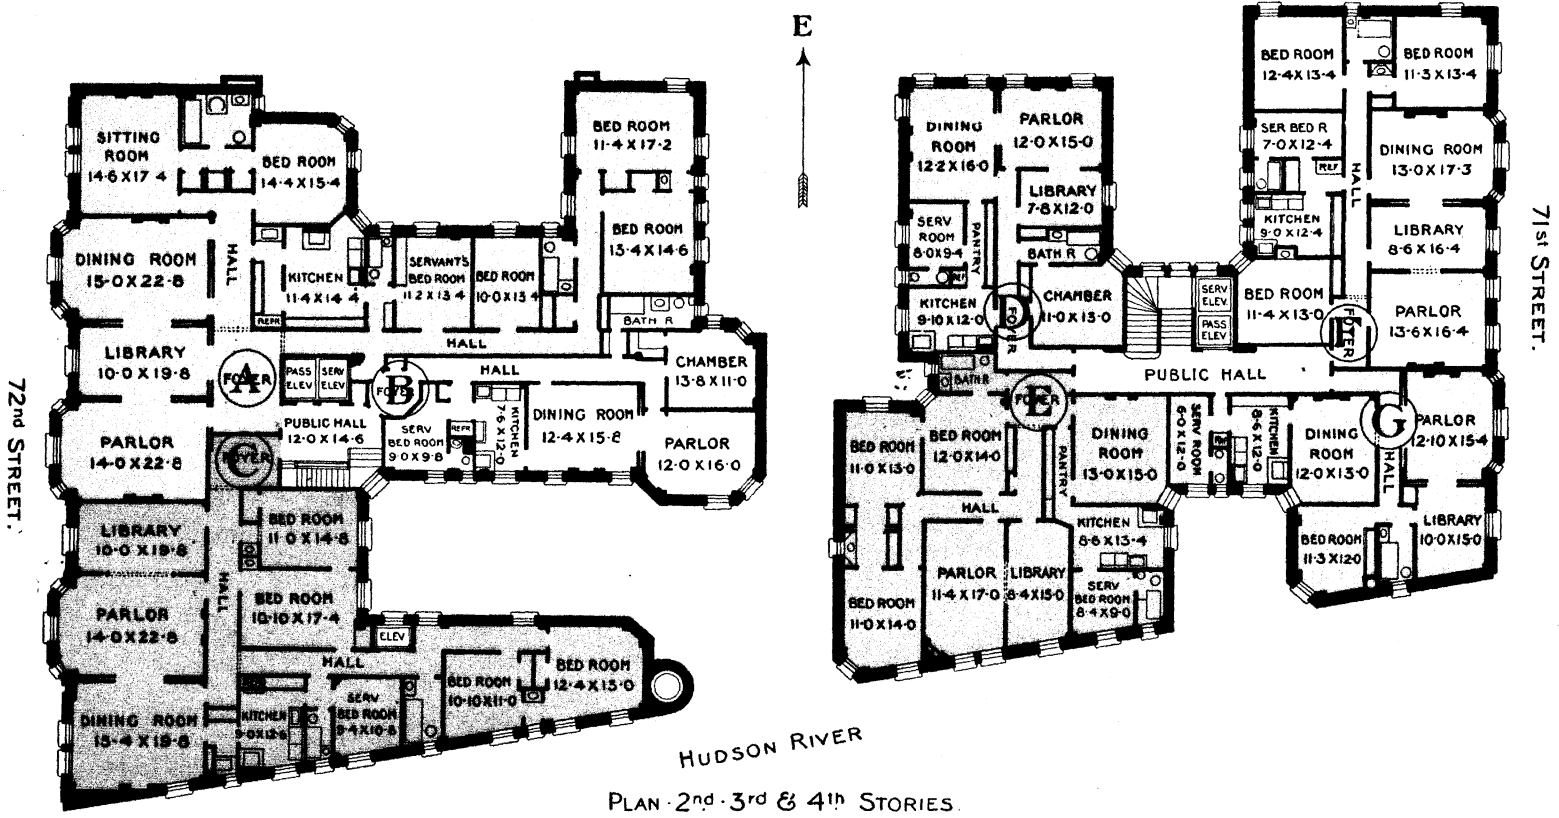 E
72nd STREET.
71st STREET.
SITTING
ROOM
14·6 X 17·4
BED ROOM
14·4 X 15·4
DINING ROOM
15·0 X 22·8
HALL
KITCHEN
11·4 X 14·4
REFR
SERVANT'S
BED ROOM
11·2 X 13·4
BED ROOM
10·0 X 13·4
BED ROOM
11·4 X 17·2
BED ROOM
13·4 X 14·6
BATH R
HALL
LIBRARY
10·0 X 19·8
A
FOYER
PASS
ELEV
SERV
ELEV
B
FOYER
HALL
CHAMBER
13·8 X 11·0
PARLOR
14·0 X 22·8
PUBLIC HALL
12·0 X 14·6
SERV
BED ROOM
9·0 X 9·8
REFR
KITCHEN
7·6 X 12·0
DINING ROOM
12·4 X 15·8
PARLOR
12·0 X 16·0
C
FOYER
LIBRARY
10·0 X 19·8
BED ROOM
11·0 X 14·8
HALL
PARLOR
14·0 X 22·8
BED ROOM
10·10 X 17·4
ELEV
HALL
DINING ROOM
15·4 X 19·8
KITCHEN
9·0 X 12·6
SERV
BED ROOM
9·4 X 10·8
BED ROOM
10·10 X 11·0
BED ROOM
12·4 X 13·0
DINING
ROOM
12·2 X 16·0
PARLOR
12·0 X 15·0
LIBRARY
7·8 X 12·0
SERV
ROOM
8·0 X 9·4
PANTRY
REF
BATH R
KITCHEN
9·10 X 12·0
FOYER
CHAMBER
11·0 X 13·0
SERV
ELEV.
PASS
ELEV
BED ROOM
12·4 X 13·4
BED ROOM
11·3 X 13·4
SER BED R
7·0 X 12·4
REF
HALL
DINING ROOM
13·0 X 17·3
KITCHEN
9·0 X 12·4
LIBRARY
8·6 X 16·4
BED ROOM
11·4 X 13·0
FOYER
PARLOR
13·6 X 16·4
PUBLIC HALL
BATH R
E
FOYER
BED ROOM
11·0 X 13·0
BED ROOM
12·0 X 14·0
PANTRY
DINING
ROOM
13·0 X 15·0
SERV ROOM
6·0 X 12·0
KITCHEN
8·6 X 12·0
DINING
ROOM
12·0 X 13·0
G
PARLOR
12·10 X 15·4
HALL
HALL
KITCHEN
8·6 X 13·4
BED ROOM
11·3 X 12·0
LIBRARY
10·0 X 15·0
PARLOR
11·4 X 17·0
LIBRARY
8·4 X 15·0
SERV
BED ROOM
8·4 X 9·0
BED ROOM
11·0 X 14·0
HUDSON RIVER
PLAN · 2nd · 3rd & 4th STORIES.